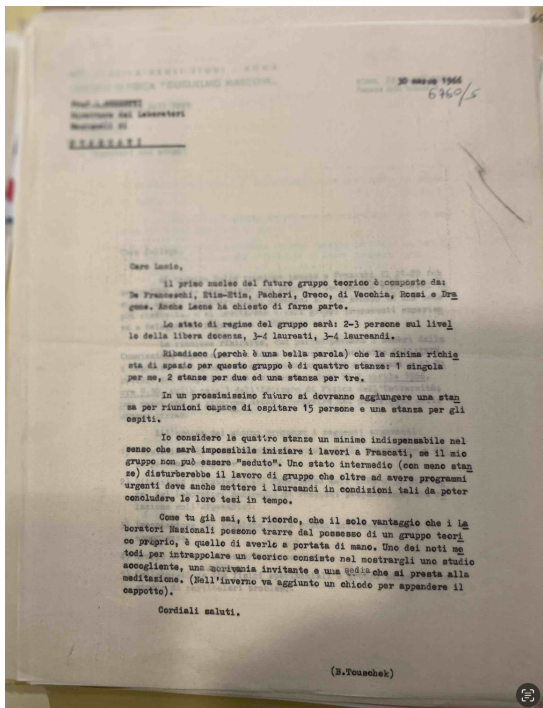 30 marzo 1966
6760/5
Direttore dei Laboratori
Nazionali di
FRASCATI
Caro Lucio,
il primo nucleo del futuro gruppo teorico è composto da:
De Franceschi, Etim-Etim, Pacheri, Greco, di Vecchia, Rossi e Dra
gone. Anche Leone ha chiesto di farne parte.
Lo stato di regime del gruppo sarà: 2-3 persone sul livel
lo della libera docenza, 3-4 laureati, 3-4 laureandi.
Ribadisco (perchè è una bella parola) che la minima richie
sta di spazio per questo gruppo è di quattro stanze: 1 singola
per me, 2 stanze per due ed una stanza per tre.
In un prossimissimo futuro si dovranno aggiungere una stan
za per riunioni capace di ospitare 15 persone e una stanza per gli
ospiti.
Io considero le quattro stanze un minimo indispensabile nel
senso che sarà impossibile iniziare i lavori a Frascati, se il mio
gruppo non può essere "seduto". Uno stato intermedio (con meno stan
ze) disturberebbe il lavoro di gruppo che oltre ad avere programmi
urgenti deve anche mettere i laureandi in condizioni tali da poter
concludere le loro tesi in tempo.
Come tu già sai, ti ricordo, che il solo vantaggio che i La
boratori Nazionali possono trarre dal possesso di un gruppo teori
co proprio, è quello di averlo a portata di mano. Uno dei noti me
todi per intrappolare un teorico consiste nel mostrargli uno studio
accogliente, una scrivania invitante e una sedia che si presta alla
meditazione. (Nell'inverno va aggiunto un chiodo per appendere il
cappotto).
Cordiali saluti.
(B.Touschek)